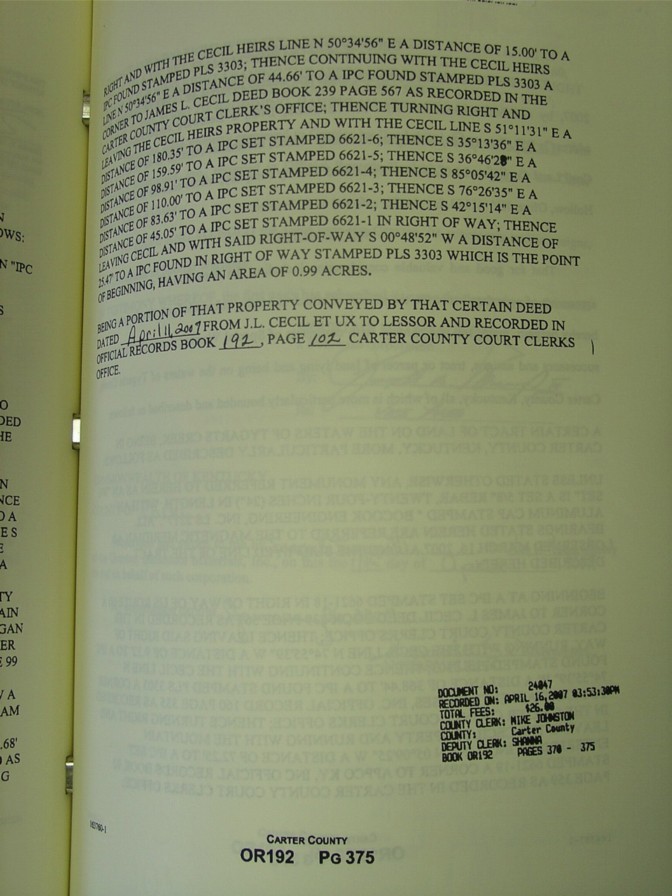 RIGHT AND WITH THE CECIL HEIRS LINE N 50°34'56" E A DISTANCE OF 15.00' TO A
IPC FOUND STAMPED PLS 3303; THENCE CONTINUING WITH THE CECIL HEIRS
LINE N 50°34'56" E A DISTANCE OF 44.66' TO A IPC FOUND STAMPED PLS 3303 A
CORNER TO JAMES L. CECIL DEED BOOK 239 PAGE 567 AS RECORDED IN THE
CARTER COUNTY COURT CLERK'S OFFICE; THENCE TURNING RIGHT AND
LEAVING THE CECIL HEIRS PROPERTY AND WITH THE CECIL LINE S 51°11'31" E A
DISTANCE OF 180.35' TO A IPC SET STAMPED 6621-6; THENCE S 35°13'36" E A
DISTANCE OF 159.59' TO A IPC SET STAMPED 6621-5; THENCE S 36°46'28" E A
DISTANCE OF 98.91' TO A IPC SET STAMPED 6621-4; THENCE S 85°05'42" E A
DISTANCE OF 110.00' TO A IPC SET STAMPED 6621-3; THENCE S 76°26'35" E A
DISTANCE OF 83.63' TO A IPC SET STAMPED 6621-2; THENCE S 42°15'14" E A
DISTANCE OF 45.05' TO A IPC SET STAMPED 6621-1 IN RIGHT OF WAY; THENCE
LEAVING CECIL AND WITH SAID RIGHT-OF-WAY S 00°48'52" W A DISTANCE OF
25.47 TO A IPC FOUND IN RIGHT OF WAY STAMPED PLS 3303 WHICH IS THE POINT
OF BEGINNING, HAVING AN AREA OF 0.99 ACRES.
BEING A PORTION OF THAT PROPERTY CONVEYED BY THAT CERTAIN DEED
DATED April 11, 2007 FROM J.L. CECIL ET UX TO LESSOR AND RECORDED IN
OFFICIAL RECORDS BOOK 192, PAGE 102 CARTER COUNTY COURT CLERKS
OFFICE.
DOCUMENT NO: 24047
RECORDED ON: APRIL 16,2007 03:53:30PM
TOTAL FEES: $26.00
COUNTY CLERK: MIKE JOHNSTON
COUNTY: Carter County
DEPUTY CLERK: SHANNA
BOOK OR192 PAGES 370 - 375
CARTER COUNTY
OR192 PG 375